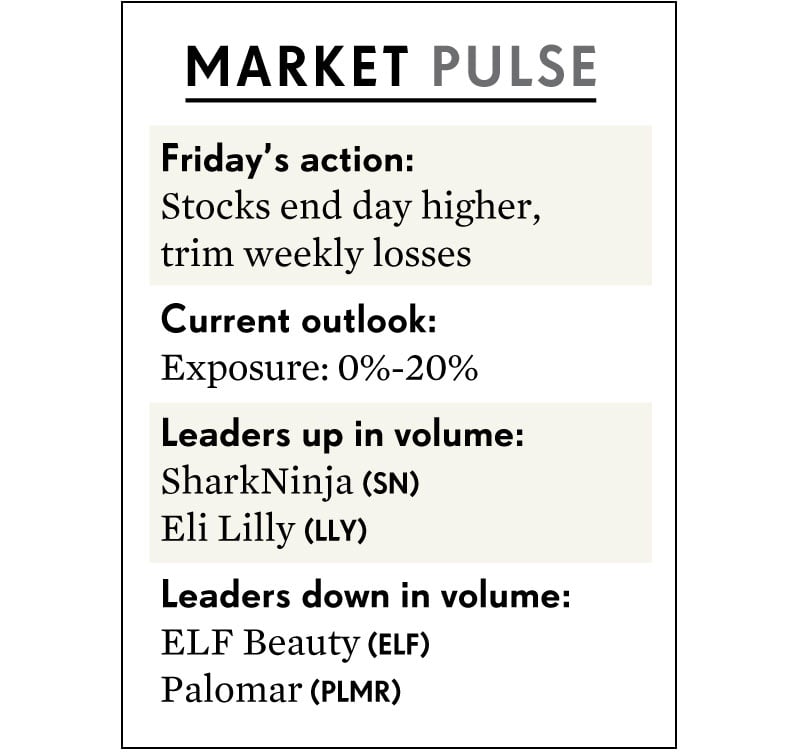 MARKET PULSE
Friday's action:
Stocks end day higher,
trim weekly losses
Current outlook:
Exposure: 0%-20%
Leaders up in volume:
SharkNinja (SN)
Eli Lilly (LLY)
Leaders down in volume:
ELF Beauty (ELF)
Palomar (PLMR)